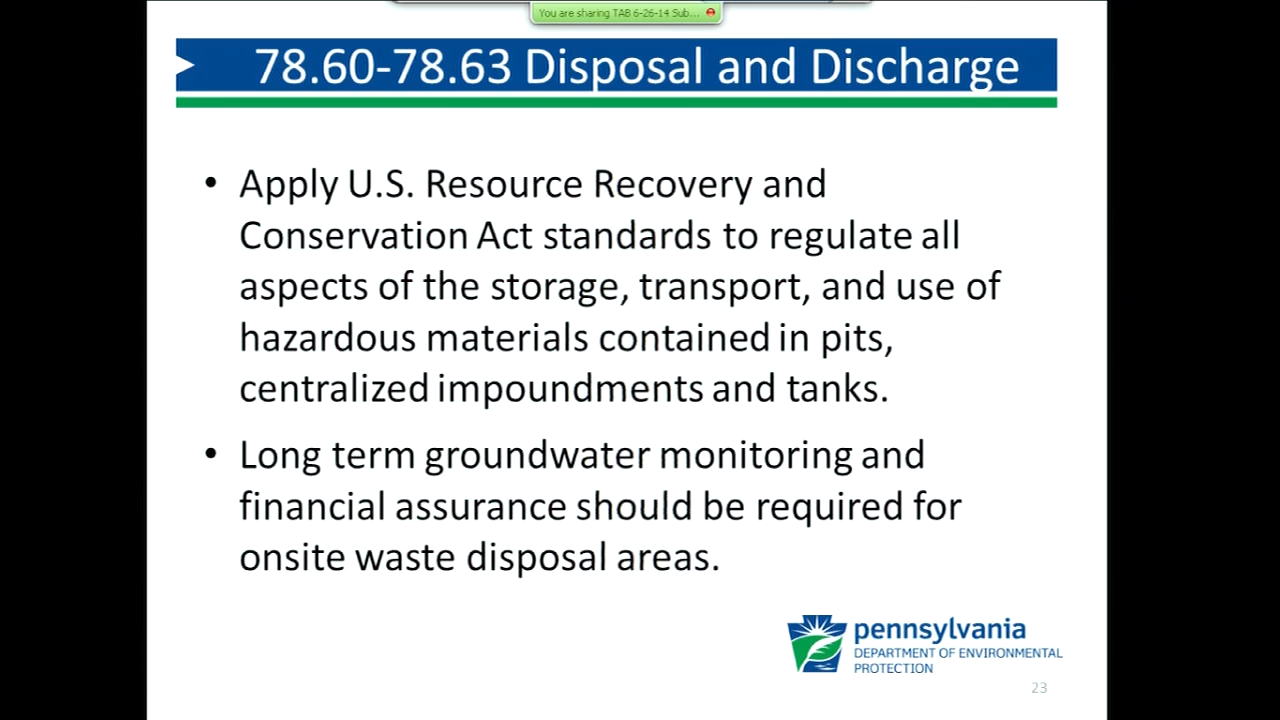 You are sharing TAB 6-26-14 Sub...
78.60-78.63 Disposal and Discharge
• Apply U.S. Resource Recovery and
Conservation Act standards to regulate all
aspects of the storage, transport, and use of
hazardous materials contained in pits,
centralized impoundments and tanks.
• Long term groundwater monitoring and
financial assurance should be required for
onsite waste disposal areas.
pennsylvania
DEPARTMENT OF ENVIRONMENTAL
PROTECTION
23